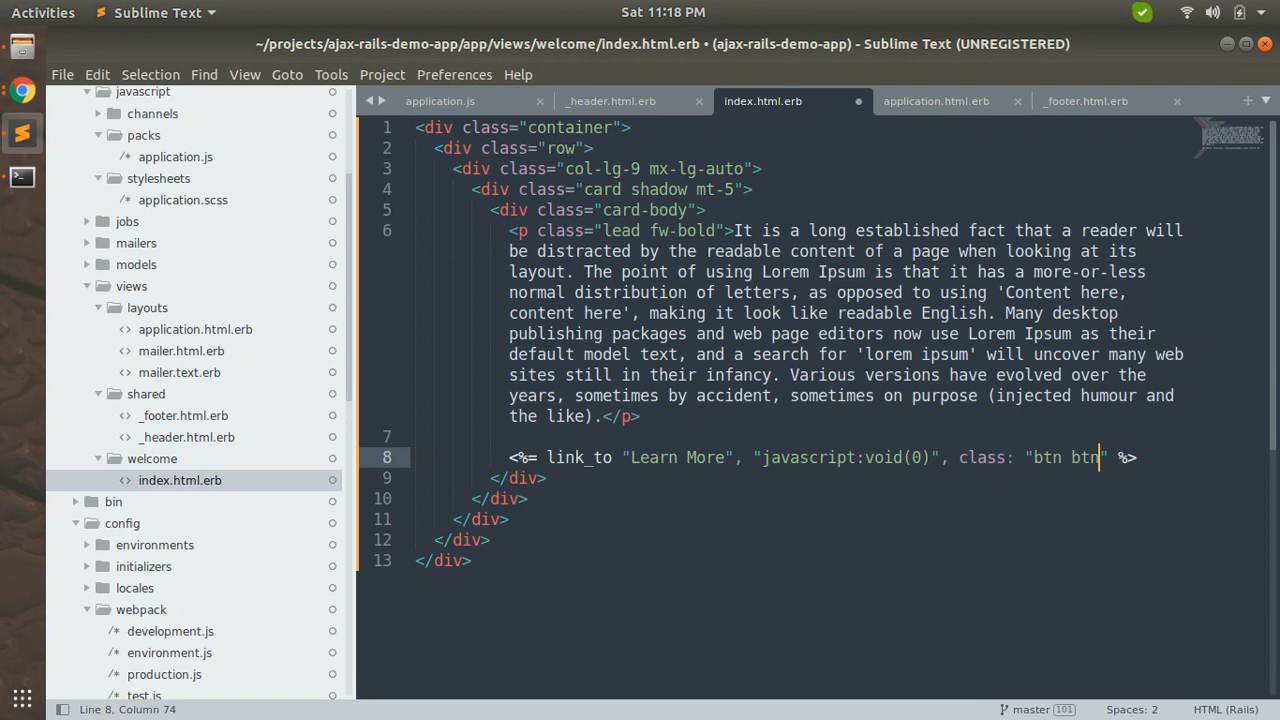 Activities
Sublime Text
Sat 11:18 PM
~/projects/ajax-rails-demo-app/app/views/welcome/index.html.erb • (ajax-rails-demo-app) - Sublime Text (UNREGISTERED)
File Edit Selection Find View Goto Tools Project Preferences Help
javascript
channels
packs
/* application.js
stylesheets
/* application.scss
jobs
mailers
models
views
layouts
<> application.html.erb
<> mailer.html.erb
<> mailer.text.erb
shared
<> _footer.html.erb
<> _header.html.erb
welcome
<> index.html.erb
bin
config
environments
initializers
locales
webpack
/* development.js
/* environment.js
/* production.js
/* test.js
application.js × _header.html.erb × index.html.erb • application.html.erb × _footer.html.erb × +
1 <div class="container">
2 <div class="row">
3 <div class="col-lg-9 mx-lg-auto">
4 <div class="card shadow mt-5">
5 <div class="card-body">
6 <p class="lead fw-bold">It is a long established fact that a reader will
be distracted by the readable content of a page when looking at its
layout. The point of using Lorem Ipsum is that it has a more-or-less
normal distribution of letters, as opposed to using 'Content here,
content here', making it look like readable English. Many desktop
publishing packages and web page editors now use Lorem Ipsum as their
default model text, and a search for 'lorem ipsum' will uncover many web
sites still in their infancy. Various versions have evolved over the
years, sometimes by accident, sometimes on purpose (injected humour and
the like).</p>
7
8 <%= link_to "Learn More", "javascript:void(0)", class: "btn btn" %>
9 </div>
10 </div>
11 </div>
12 </div>
13 </div>
Line 8, Column 74
master 101
Spaces: 2
HTML (Rails)